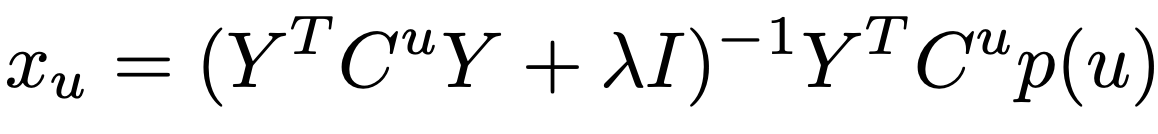 x_u = (Y^T C^u Y + λI)^{-1} Y^T C^u p(u)